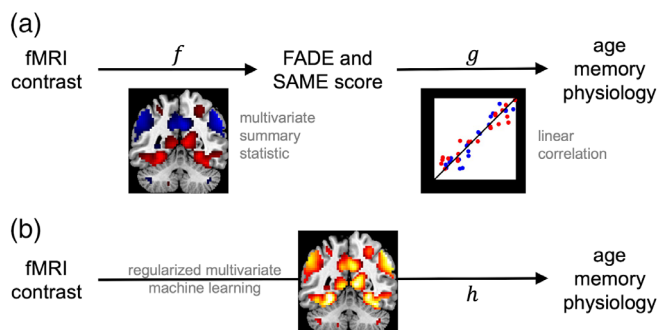 (a)
fMRI
contrast
f
FADE and
SAME score
g
age
memory
physiology
multivariate
summary
statistic
linear
correlation
(b)
fMRI
contrast
regularized multivariate
machine learning
h
age
memory
physiology